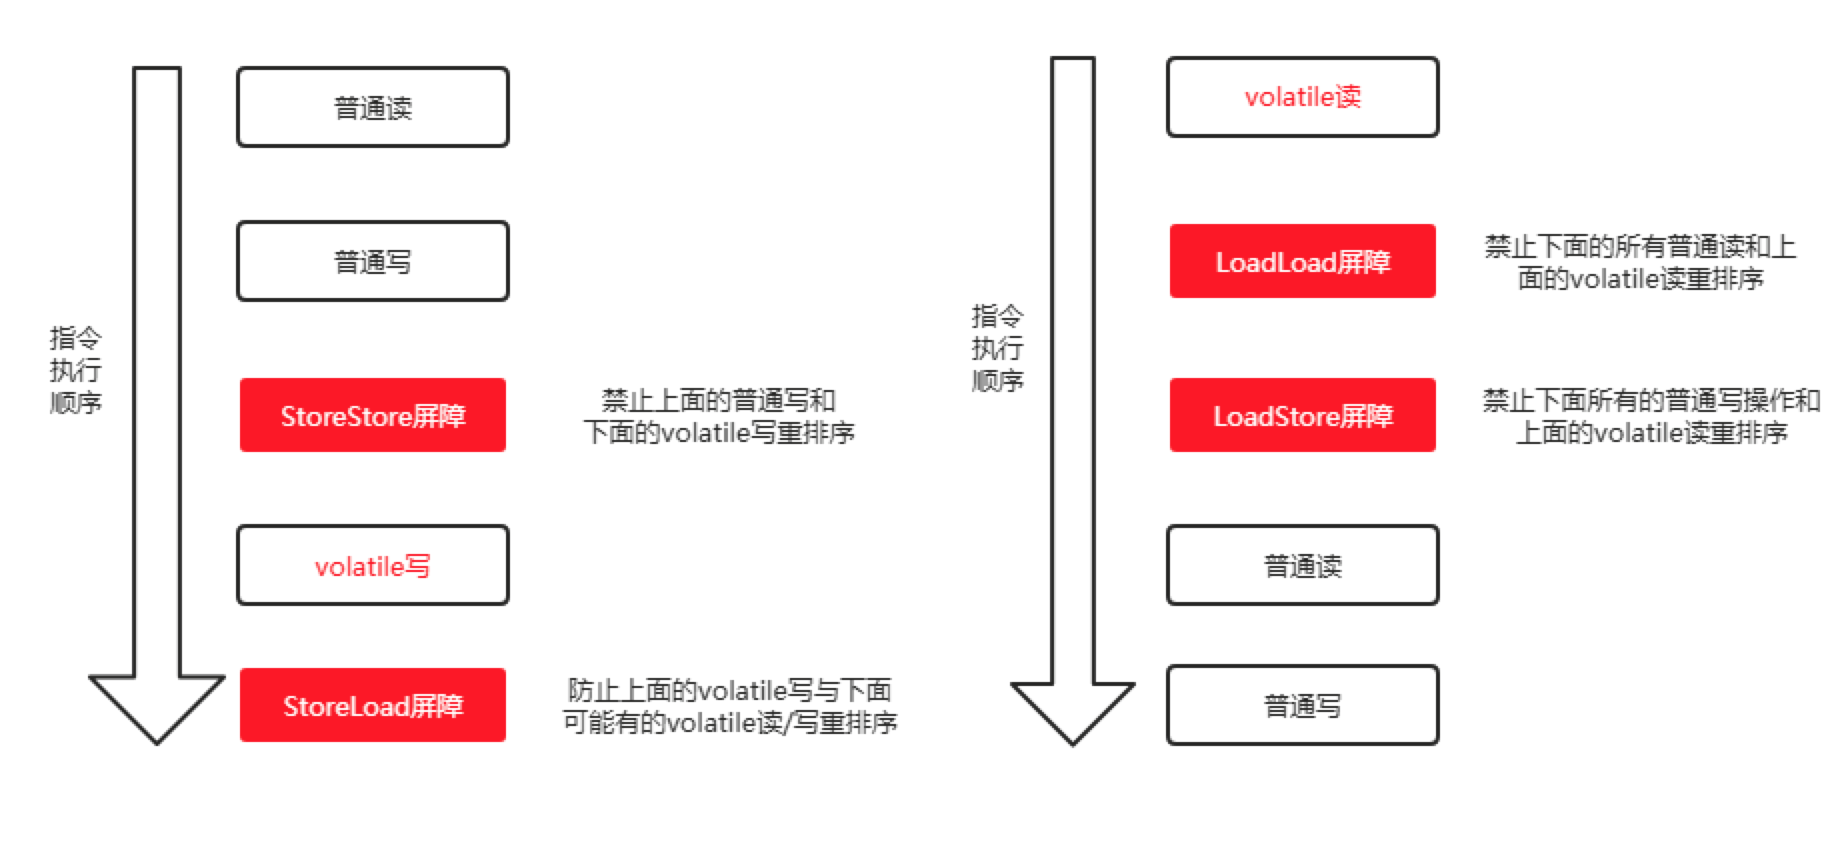 普通读
普通写
指令
执行
顺序
StoreStore屏障
禁止上面的普通写和
下面的volatile写重排序
volatile写
StoreLoad屏障
防止上面的volatile写与下面
可能有的volatile读/写重排序
volatile读
LoadLoad屏障
禁止下面的所有普通读和上
面的volatile读重排序
指令
执行
顺序
LoadStore屏障
禁止下面所有的普通写操作和
上面的volatile读重排序
普通读
普通写